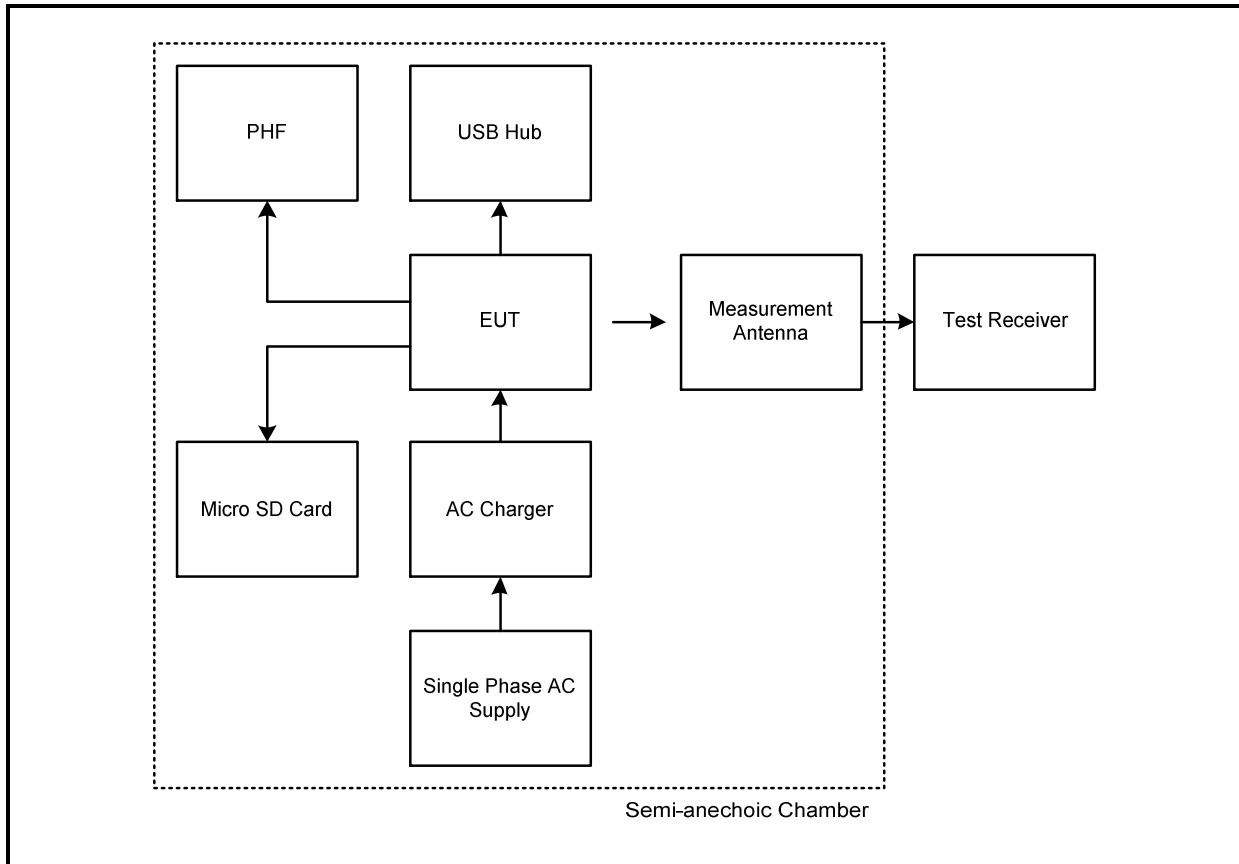 PHF
USB Hub
EUT
Measurement
Antenna
Test Receiver
Micro SD Card
AC Charger
Single Phase AC
Supply
Semi-anechoic Chamber